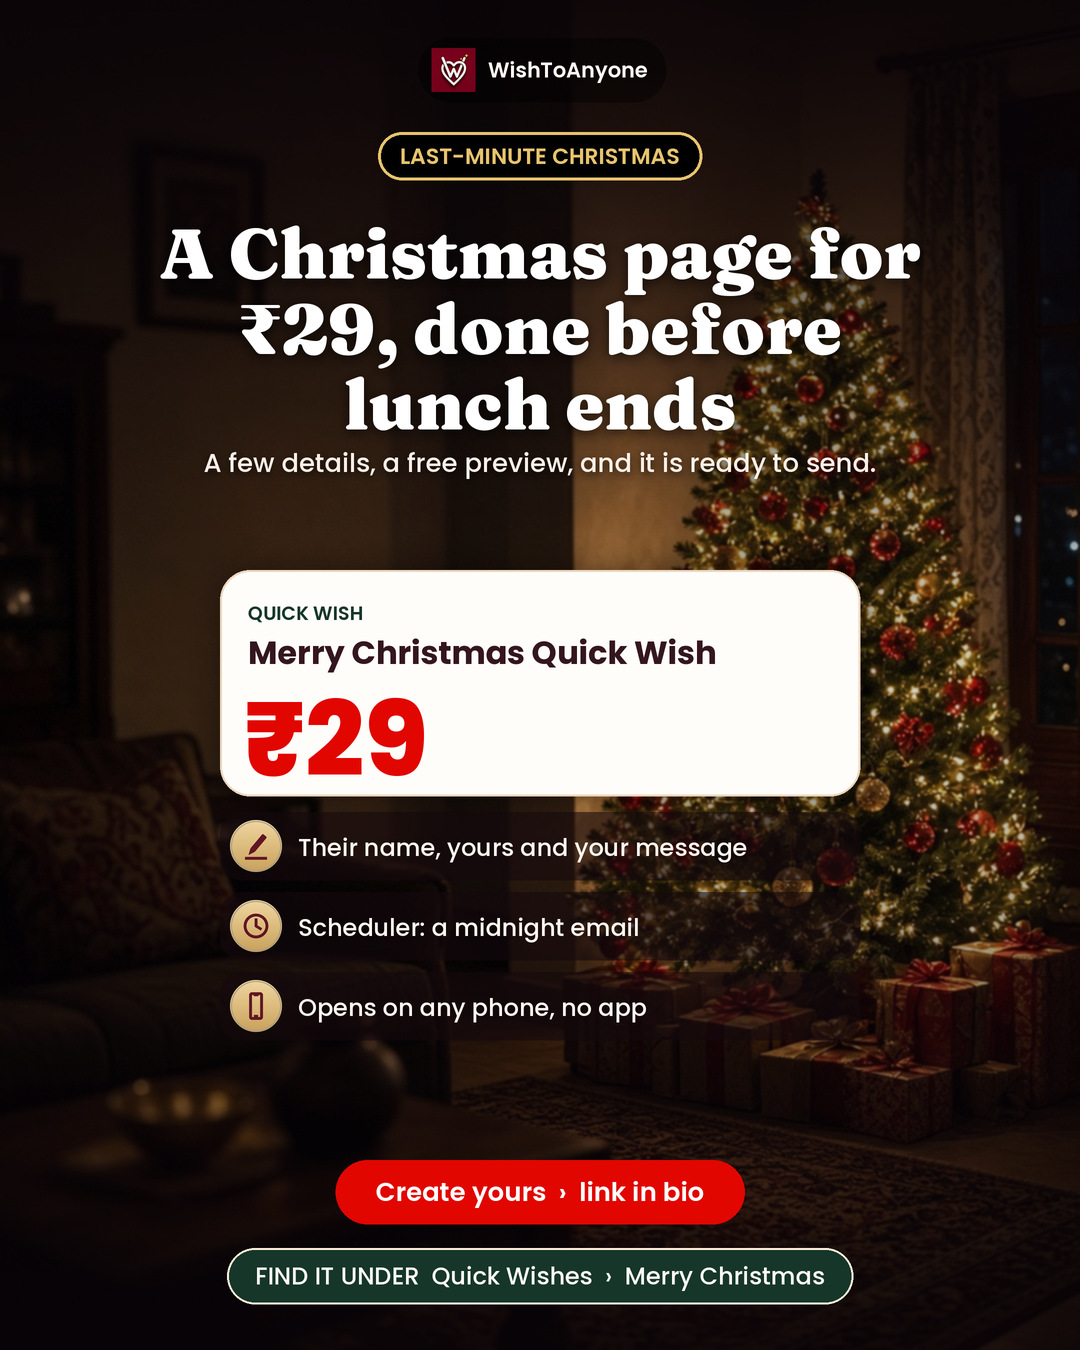 WishToAnyone
LAST-MINUTE CHRISTMAS
A Christmas page for
₹29, done before
lunch ends
A few details, a free preview, and it is ready to send.
QUICK WISH
Merry Christmas Quick Wish
₹29
Their name, yours and your message
Scheduler: a midnight email
Opens on any phone, no app
Create yours › link in bio
FIND IT UNDER Quick Wishes › Merry Christmas